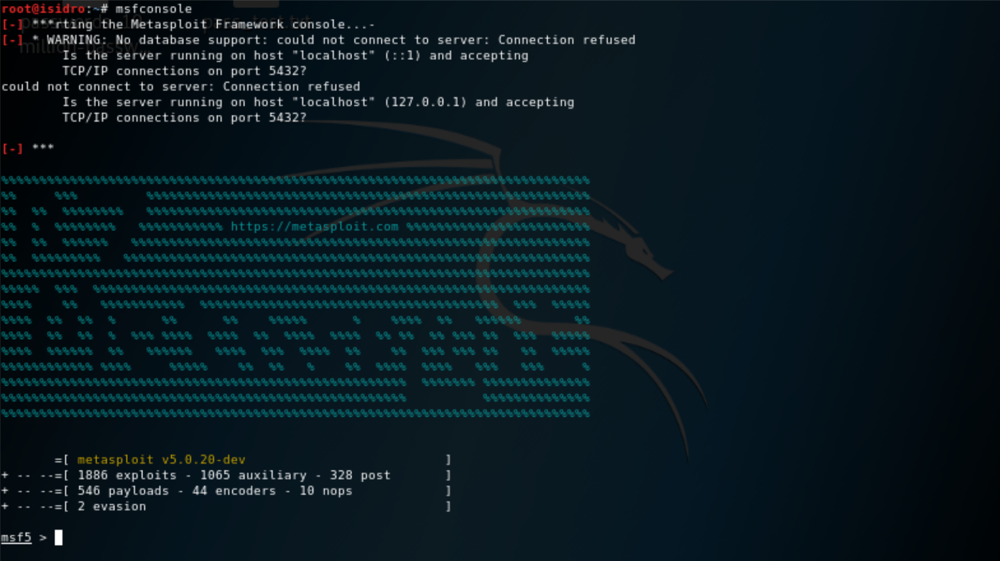 root@isidro:~# msfconsole
[-] ***rting the Metasploit Framework console...-
[-] * WARNING: No database support: could not connect to server: Connection refused
        Is the server running on host "localhost" (::1) and accepting
        TCP/IP connections on port 5432?
could not connect to server: Connection refused
        Is the server running on host "localhost" (127.0.0.1) and accepting
        TCP/IP connections on port 5432?
[-] ***
https://metasploit.com
       =[ metasploit v5.0.20-dev                          ]
+ -- --=[ 1886 exploits - 1065 auxiliary - 328 post       ]
+ -- --=[ 546 payloads - 44 encoders - 10 nops            ]
+ -- --=[ 2 evasion                                       ]
msf5 >